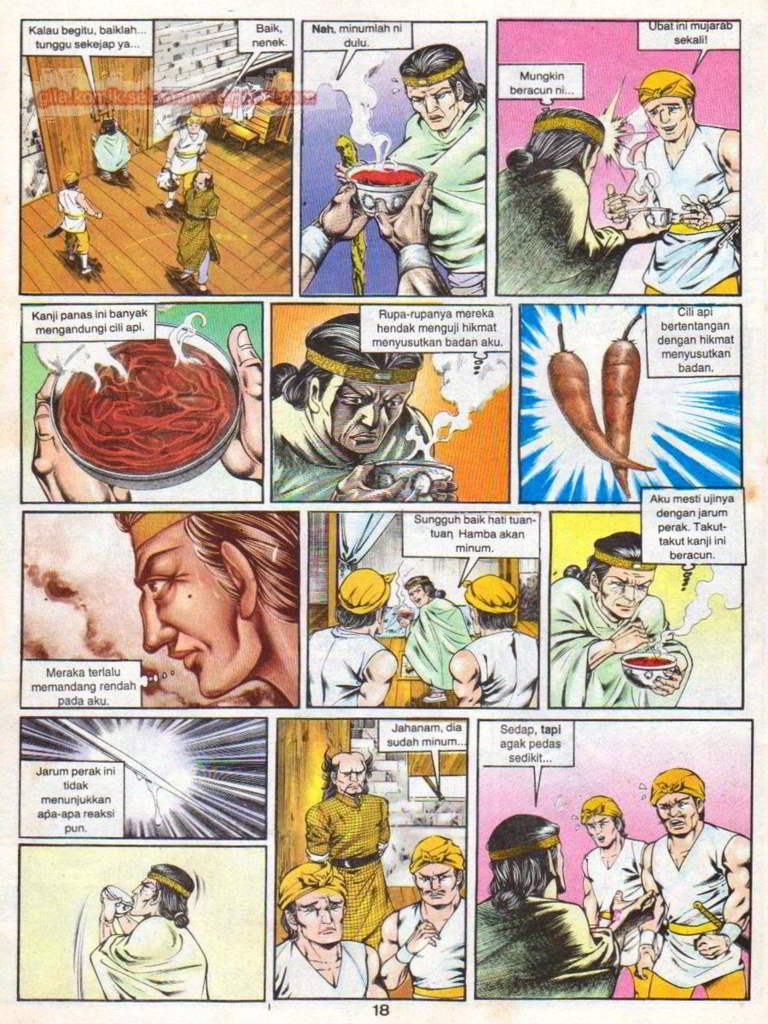 Kalau begitu, baiklah...
tunggu sekejap ya...
Baik,
nenek.
Nah, minumlah ni
dulu.
Mungkin
beracun ni...
Ubat ini mujarab
sekali!
Kanji panas ini banyak
mengandungi cili api.
Rupa-rupanya mereka
hendak menguji hikmat
menyusutkan badan aku.
Cili api
bertentangan
dengan hikmat
menyusutkan
badan.
Meraka terlalu
memandang rendah
pada aku.
Sungguh baik hati tuan-
tuan. Hamba akan
minum.
Aku mesti ujinya
dengan jarum
perak. Takut-
takut kanji ini
beracun.
Jarum perak ini
tidak
menunjukkan
apa-apa reaksi
pun.
Jahanam, dia
sudah minum...
Sedap, tapi
agak pedas
sedikit...
18